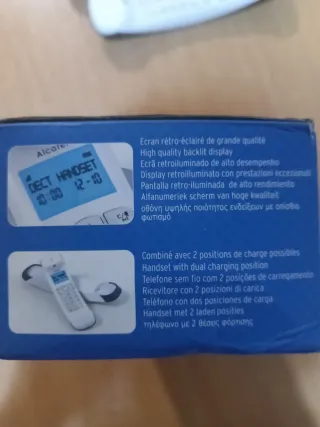 Alcatel
DECT HANDSET
10:00 12-10
Ecran rétro-éclairé de grande qualité
High quality backlit display
Ecrã retroiluminado de alto desempenho
Display retroilluminato con prestazioni eccezionali
Pantalla retro-iluminada de alto rendimiento
Alfanumeriek scherm van hoge kwaliteit
οθόνη υψηλής ποιότητας ενδείξεων με οπίσθιο
φωτισμό
Combiné avec 2 positions de charge possibles
Handset with dual charging position
Telefone sem fio com 2 posições de carregamento
Ricevitore con 2 posizioni di carica
Teléfono con dos posiciones de carga
Handset met 2 laden posities
τηλέφωνο με 2 θέσεις φόρτισης